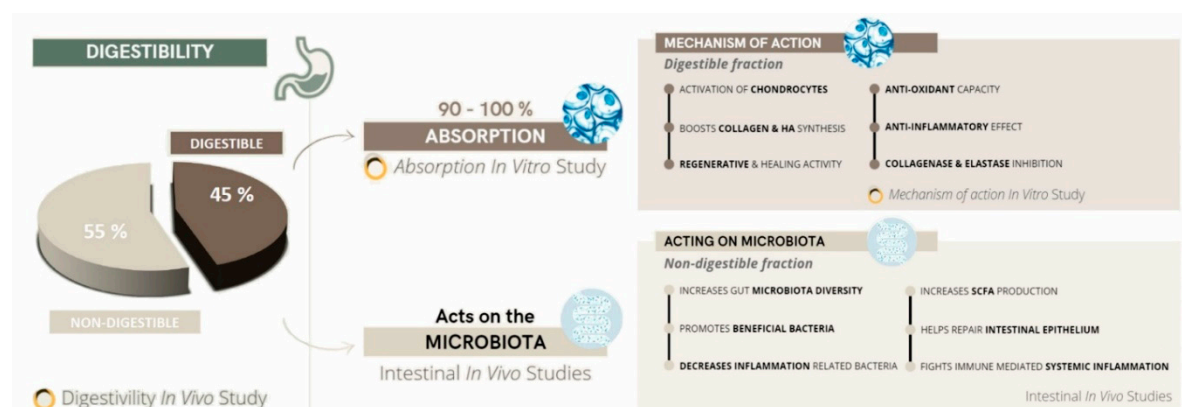 DIGESTIBILITY
DIGESTIBLE
45 %
55 %
NON-DIGESTIBLE
Digestivility In Vivo Study
90 - 100 %
ABSORPTION
Absorption In Vitro Study
Acts on the
MICROBIOTA
Intestinal In Vivo Studies
MECHANISM OF ACTION
Digestible fraction
ACTIVATION OF CHONDROCYTES
BOOSTS COLLAGEN & HA SYNTHESIS
REGENERATIVE & HEALING ACTIVITY
ANTI-OXIDANT CAPACITY
ANTI-INFLAMMATORY EFFECT
COLLAGENASE & ELASTASE INHIBITION
Mechanism of action In Vitro Study
ACTING ON MICROBIOTA
Non-digestible fraction
INCREASES GUT MICROBIOTA DIVERSITY
PROMOTES BENEFICIAL BACTERIA
DECREASES INFLAMMATION RELATED BACTERIA
INCREASES SCFA PRODUCTION
HELPS REPAIR INTESTINAL EPITHELIUM
FIGHTS IMMUNE MEDIATED SYSTEMIC INFLAMMATION
Intestinal In Vivo Studies